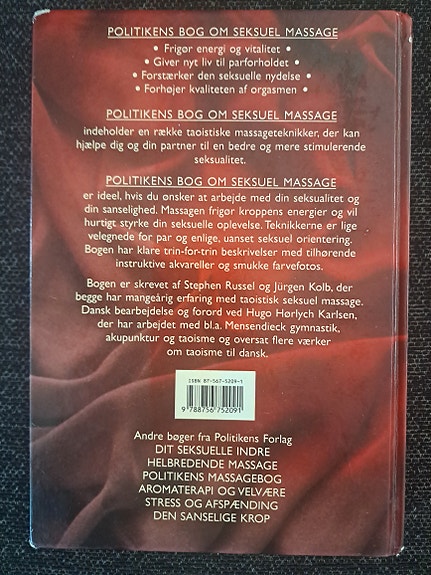 POLITIKENS BOG OM SEKSUEL MASSAGE
• Frigør energi og vitalitet •
• Giver nyt liv til parforholdet •
• Forstærker den seksuelle nydelse •
• Forhøjer kvaliteten af orgasmen •
POLITIKENS BOG OM SEKSUEL MASSAGE
indeholder en række taoistiske massageteknikker, der kan
hjælpe dig og din partner til en bedre og mere stimulerende
seksualitet.
POLITIKENS BOG OM SEKSUEL MASSAGE
er ideel, hvis du ønsker at arbejde med din seksualitet og
din sanselighed. Massagen frigør kroppens energier og vil
hurtigt styrke din seksuelle oplevelse. Teknikkerne er lige
velegnede for par og enlige, uanset seksuel orientering.
Bogen har klare trin-for-trin beskrivelser med tilhørende
instruktive akvareller og smukke farvefotos.
Bogen er skrevet af Stephen Russel og Jürgen Kolb, der
begge har mangeårig erfaring med taoistisk seksuel massage.
Dansk bearbejdelse og forord ved Hugo Hørlych Karlsen,
der har arbejdet med bl.a. Mensendieck gymnastik,
akupunktur og taoisme og oversat flere værker
om taoisme til dansk.
ISBN 87-567-5209-1
9 788756 752091
Andre bøger fra Politikens Forlag
DIT SEKSUELLE INDRE
HELBREDENDE MASSAGE
POLITIKENS MASSAGEBOG
AROMATERAPI OG VELVÆRE
STRESS OG AFSPÆNDING
DEN SANSELIGE KROP